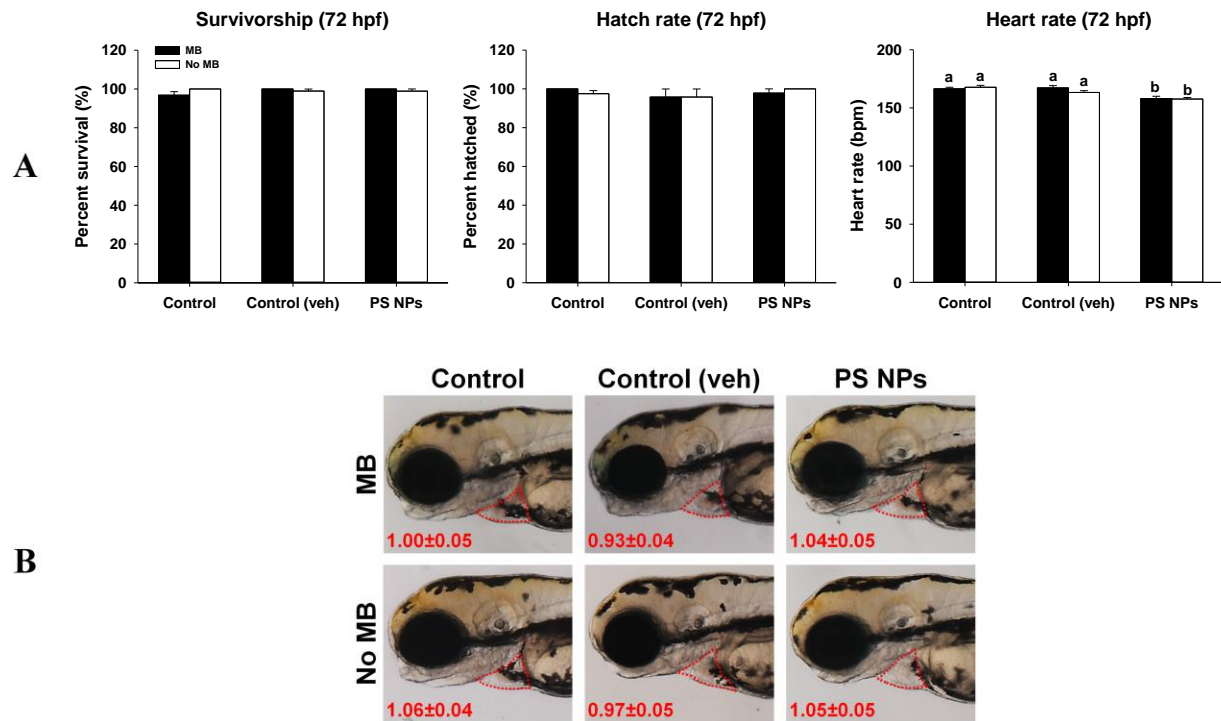 Survivorship (72 hpf)
Hatch rate (72 hpf)
Heart rate (72 hpf)
A
Percent survival (%)
120
100
80
60
40
20
0
MB
No MB
Control
Control (veh)
PS NPs
Percent hatched (%)
120
100
80
60
40
20
0
Control
Control (veh)
PS NPs
Heart rate (bpm)
200
150
100
50
0
a
a
a
a
b
b
Control
Control (veh)
PS NPs
B
Control
Control (veh)
PS NPs
MB
1.00±0.05
0.93±0.04
1.04±0.05
No MB
1.06±0.04
0.97±0.05
1.05±0.05